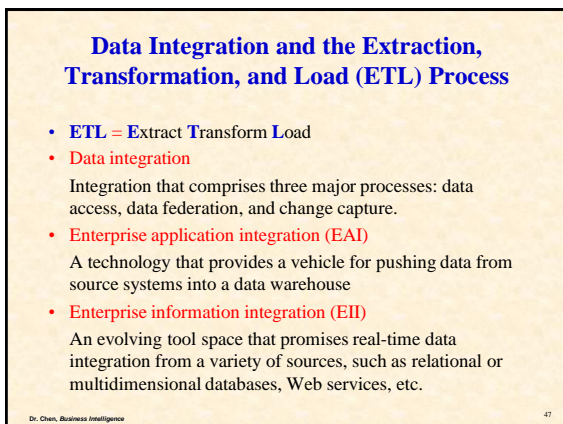 Data Integration and the Extraction,
Transformation, and Load (ETL) Process
• ETL = Extract Transform Load
• Data integration
Integration that comprises three major processes: data
access, data federation, and change capture.
• Enterprise application integration (EAI)
A technology that provides a vehicle for pushing data from
source systems into a data warehouse
• Enterprise information integration (EII)
An evolving tool space that promises real-time data
integration from a variety of sources, such as relational or
multidimensional databases, Web services, etc.
Dr. Chen, Business Intelligence
47